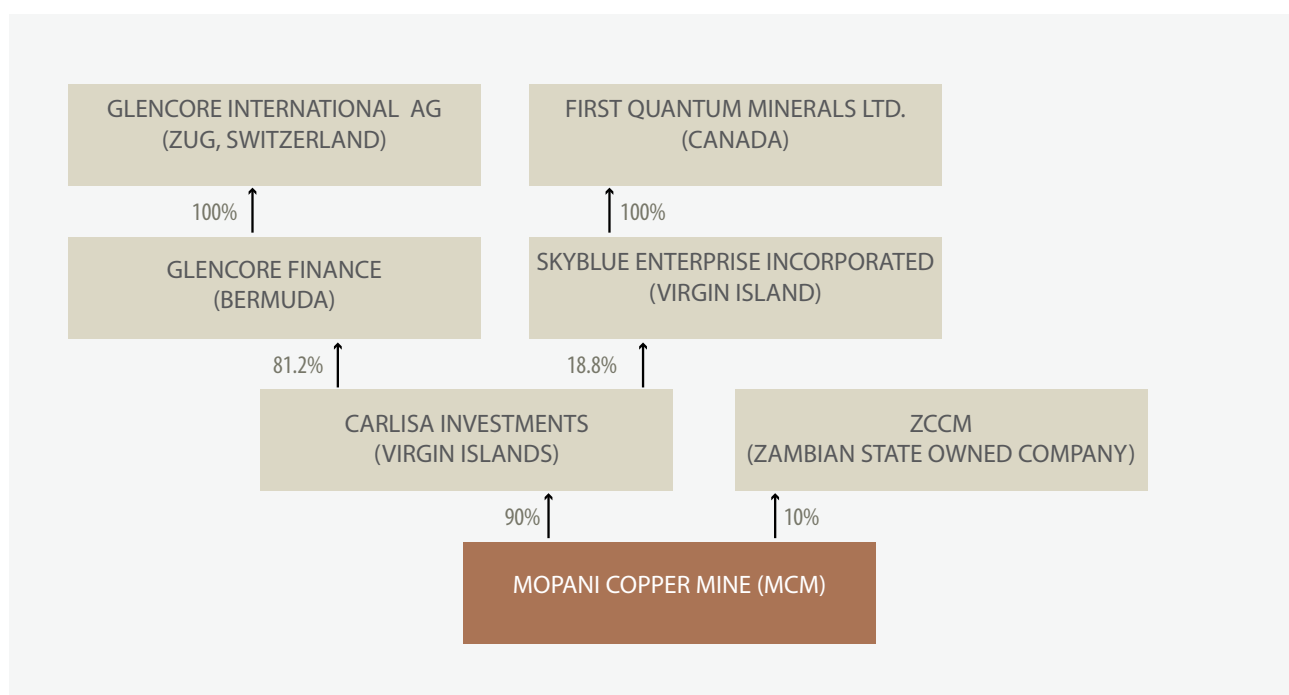 GLENCORE INTERNATIONAL AG
(ZUG, SWITZERLAND)
FIRST QUANTUM MINERALS LTD.
(CANADA)
100%
100%
GLENCORE FINANCE
(BERMUDA)
SKYBLUE ENTERPRISE INCORPORATED
(VIRGIN ISLAND)
81.2%
18.8%
CARLISA INVESTMENTS
(VIRGIN ISLANDS)
ZCCM
(ZAMBIAN STATE OWNED COMPANY)
90%
10%
MOPANI COPPER MINE (MCM)